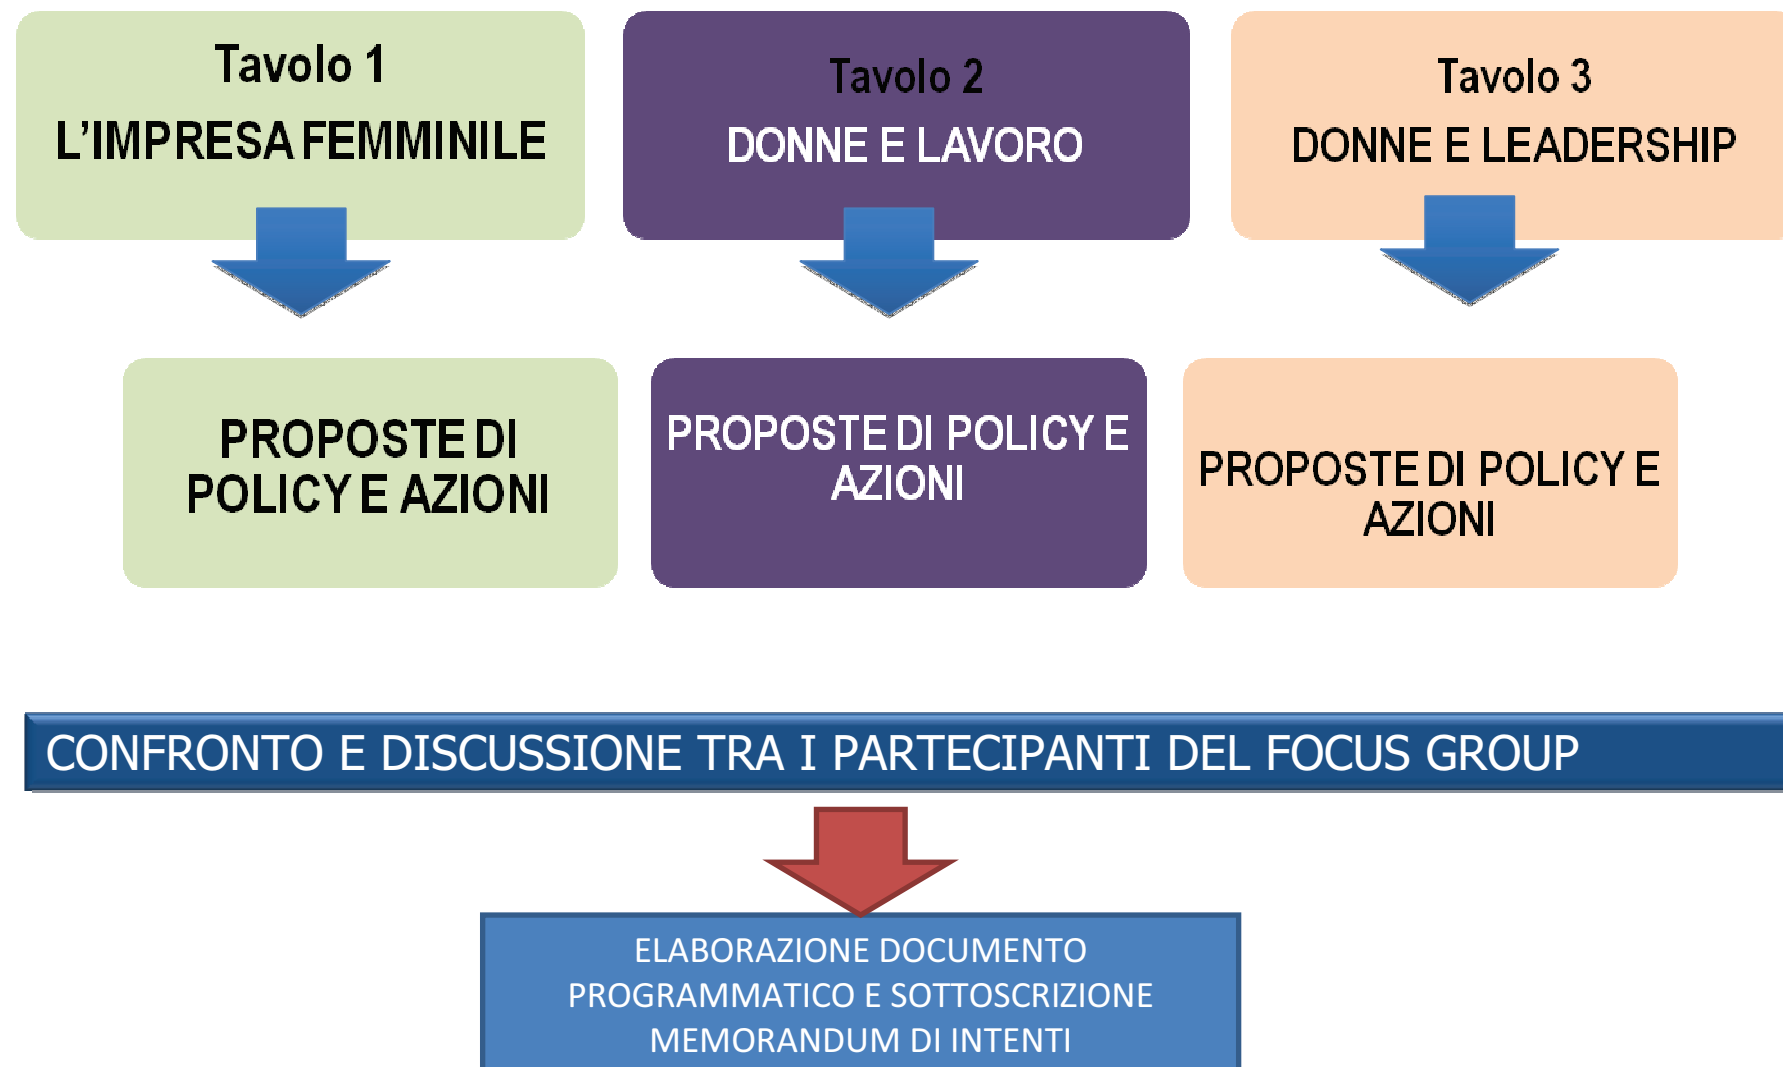 Tavolo 1
L'IMPRESA FEMMINILE
Tavolo 2
DONNE E LAVORO
Tavolo 3
DONNE E LEADERSHIP
PROPOSTE DI
POLICY E AZIONI
PROPOSTE DI POLICY E
AZIONI
PROPOSTE DI POLICY E
AZIONI
CONFRONTO E DISCUSSIONE TRA I PARTECIPANTI DEL FOCUS GROUP
ELABORAZIONE DOCUMENTO
PROGRAMMATICO E SOTTOSCRIZIONE
MEMORANDUM DI INTENTI